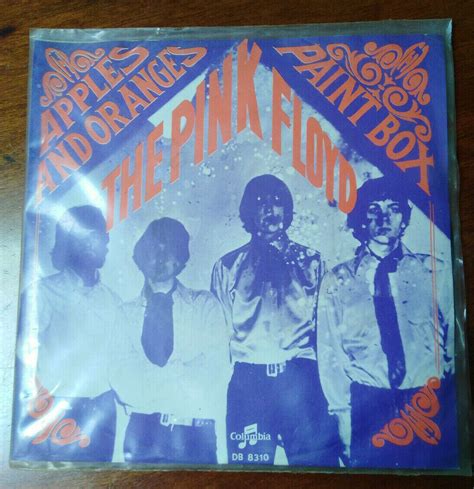 APPLES
AND ORANGES
THE PINK FLOYD
PAINT BOX
Columbia
DB 8310